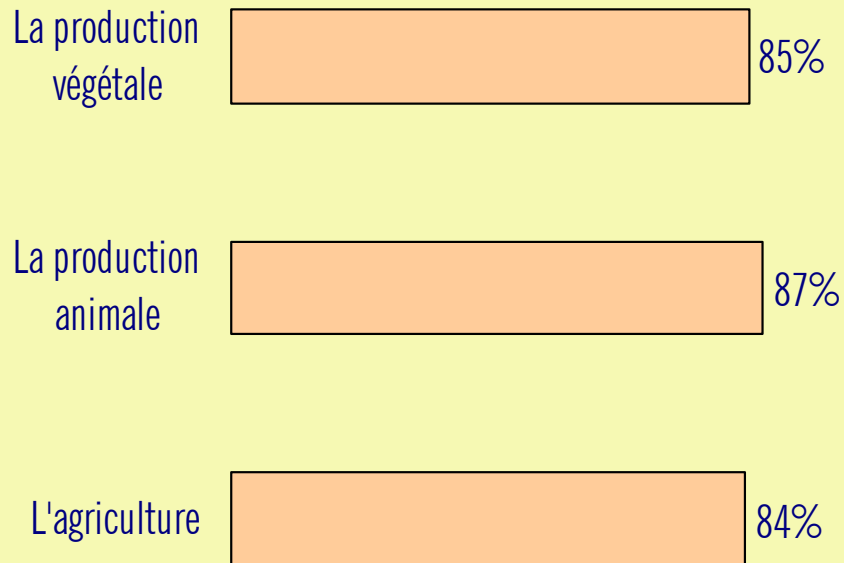 La production
végétale
85%
La production
animale
87%
L'agriculture
84%